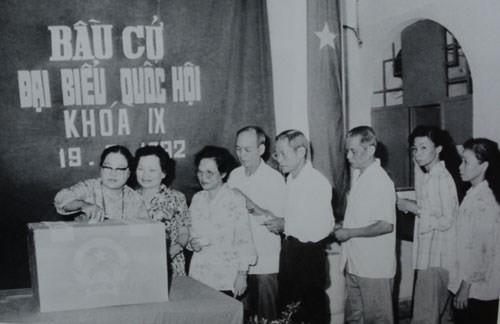 BẦU CỬ
ĐẠI BIỂU QUỐC HỘI
KHÓA IX
19